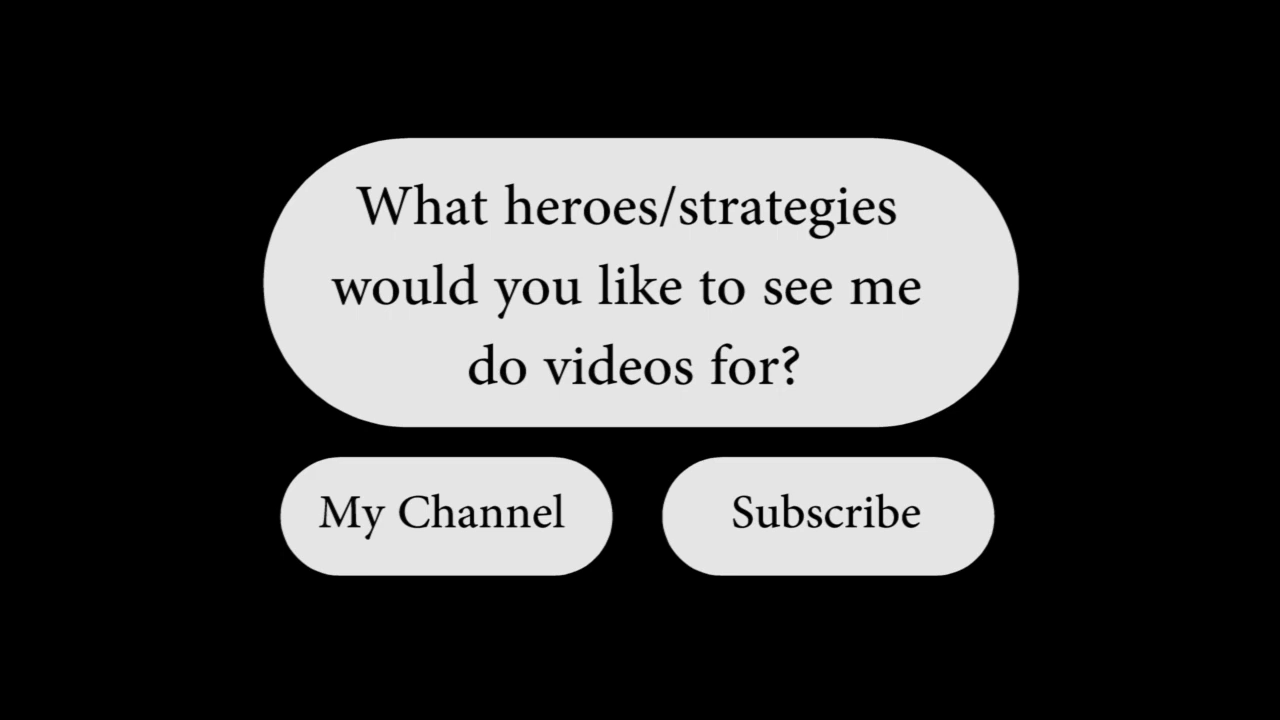 What heroes/strategies
would you like to see me
do videos for?
My Channel
Subscribe